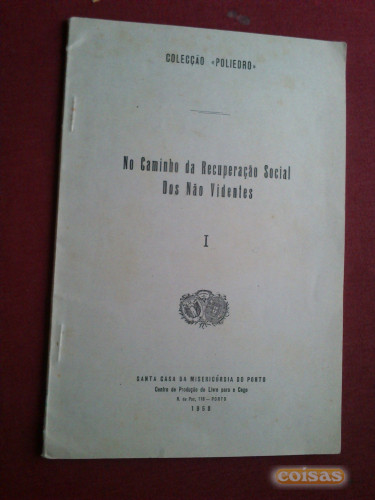 COLECÇÃO «POLIEDRO»
No Caminho da Recuperação Social
Dos Não Videntes
I
SANTA CASA DA MISERICÓRDIA DO PORTO
Centro de Produção do Livro para o Cego
PORTO
coisas